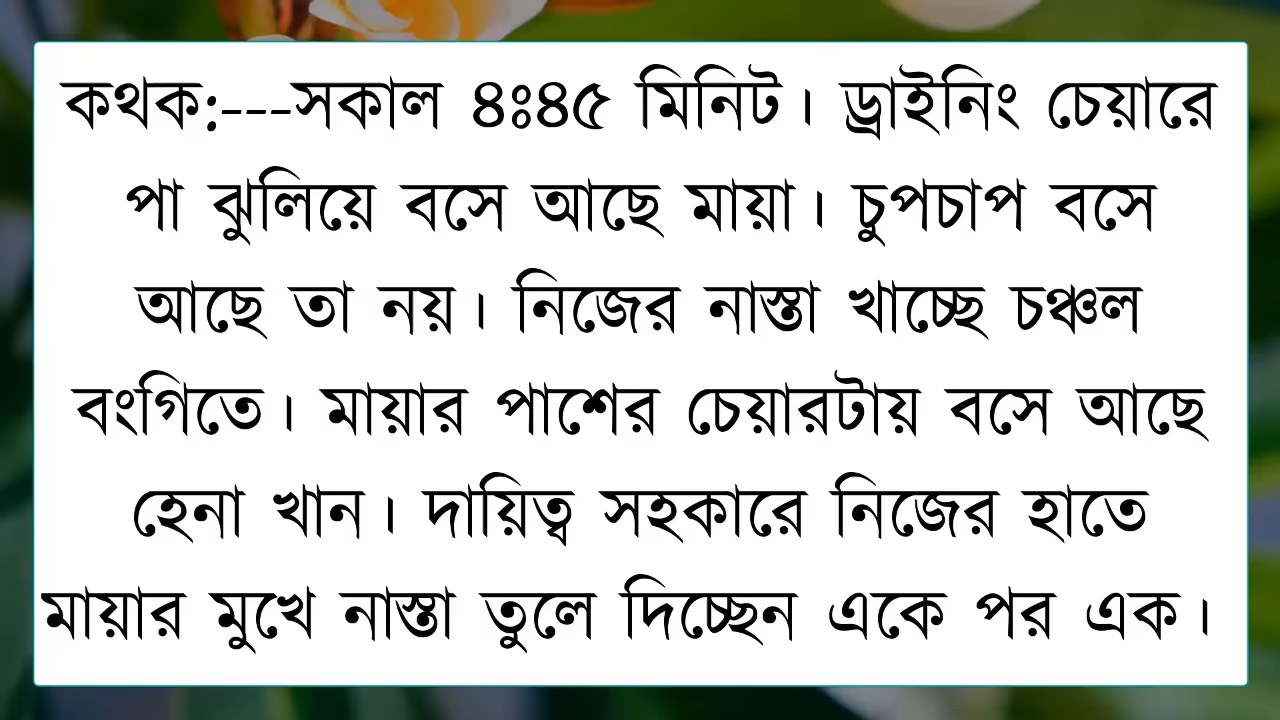 কথক:---সকাল ৪ঃ৪৫ মিনিট। ড্রাইনিং চেয়ারে
পা ঝুলিয়ে বসে আছে মায়া। চুপচাপ বসে
আছে তা নয়। নিজের নাস্তা খাচ্ছে চঞ্চল
বংগিতে। মায়ার পাশের চেয়ারটায় বসে আছে
হেনা খান। দায়িত্ব সহকারে নিজের হাতে
মায়ার মুখে নাস্তা তুলে দিচ্ছেন একে পর এক।